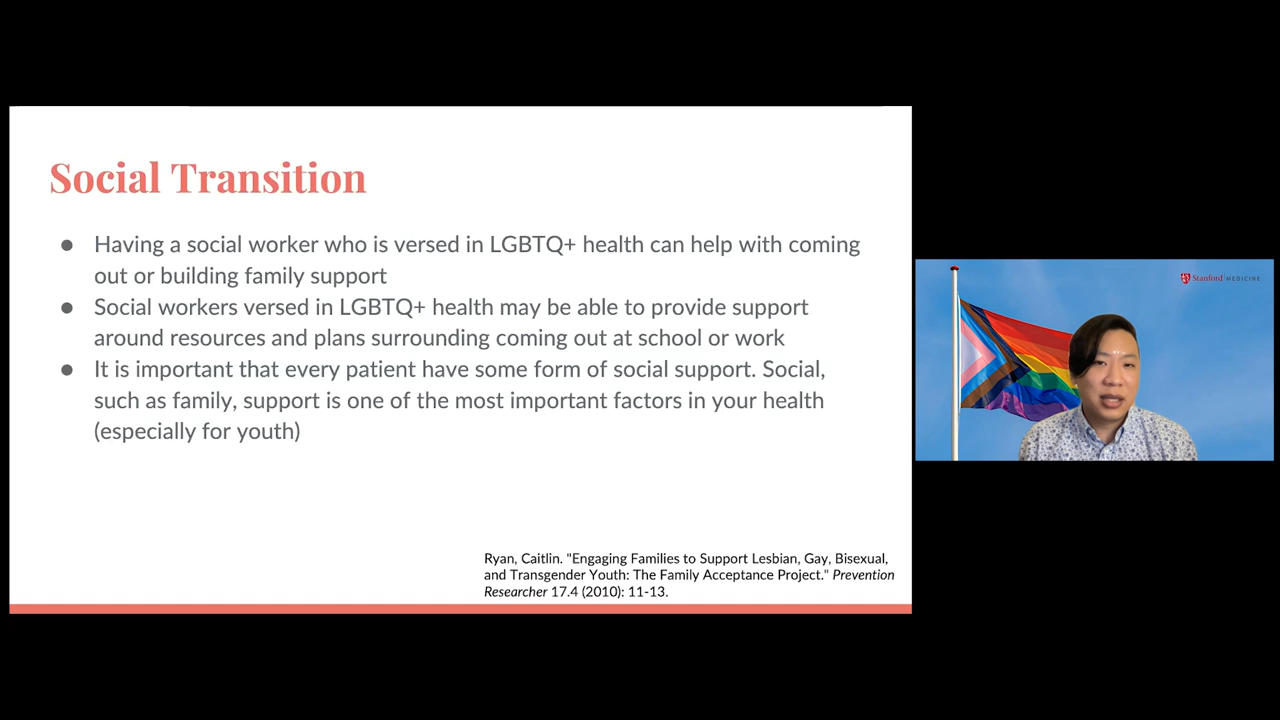 Social Transition
● Having a social worker who is versed in LGBTQ+ health can help with coming
out or building family support
● Social workers versed in LGBTQ+ health may be able to provide support
around resources and plans surrounding coming out at school or work
● It is important that every patient have some form of social support. Social,
such as family, support is one of the most important factors in your health
(especially for youth)
Ryan, Caitlin. "Engaging Families to Support Lesbian, Gay, Bisexual,
and Transgender Youth: The Family Acceptance Project." Prevention
Researcher 17.4 (2010): 11-13.
Stanford MEDICINE